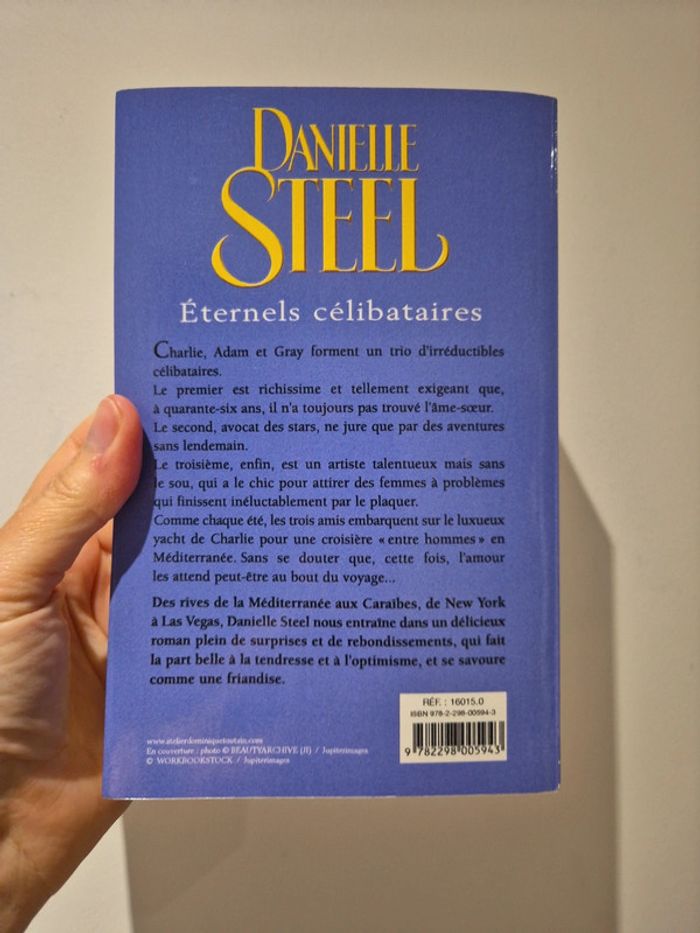 DANIELLE
STEEL
Éternels célibataires
Charlie, Adam et Gray forment un trio d'irréductibles
célibataires.
Le premier est richissime et tellement exigeant que,
à quarante-six ans, il n'a toujours pas trouvé l'âme-sœur.
Le second, avocat des stars, ne jure que par des aventures
sans lendemain.
Le troisième, enfin, est un artiste talentueux mais sans
le sou, qui a le chic pour attirer des femmes à problèmes
qui finissent inéluctablement par le plaquer.
Comme chaque été, les trois amis embarquent sur le luxueux
yacht de Charlie pour une croisière « entre hommes » en
Méditerranée. Sans se douter que, cette fois, l'amour
les attend peut-être au bout du voyage...
Des rives de la Méditerranée aux Caraïbes, de New York
à Las Vegas, Danielle Steel nous entraîne dans un délicieux
roman plein de surprises et de rebondissements, qui fait
la part belle à la tendresse et à l'optimisme, et se savoure
comme une friandise.
RÉF. : 16015.0
ISBN 978-2-298-00594-3
9 782298 005943
www.atelierdominiquetoutain.com
En couverture : photo © BEAUTYARCHIVE (JI) / Jupiterimages
© WORKBOOKSTOCK / Jupiterimages